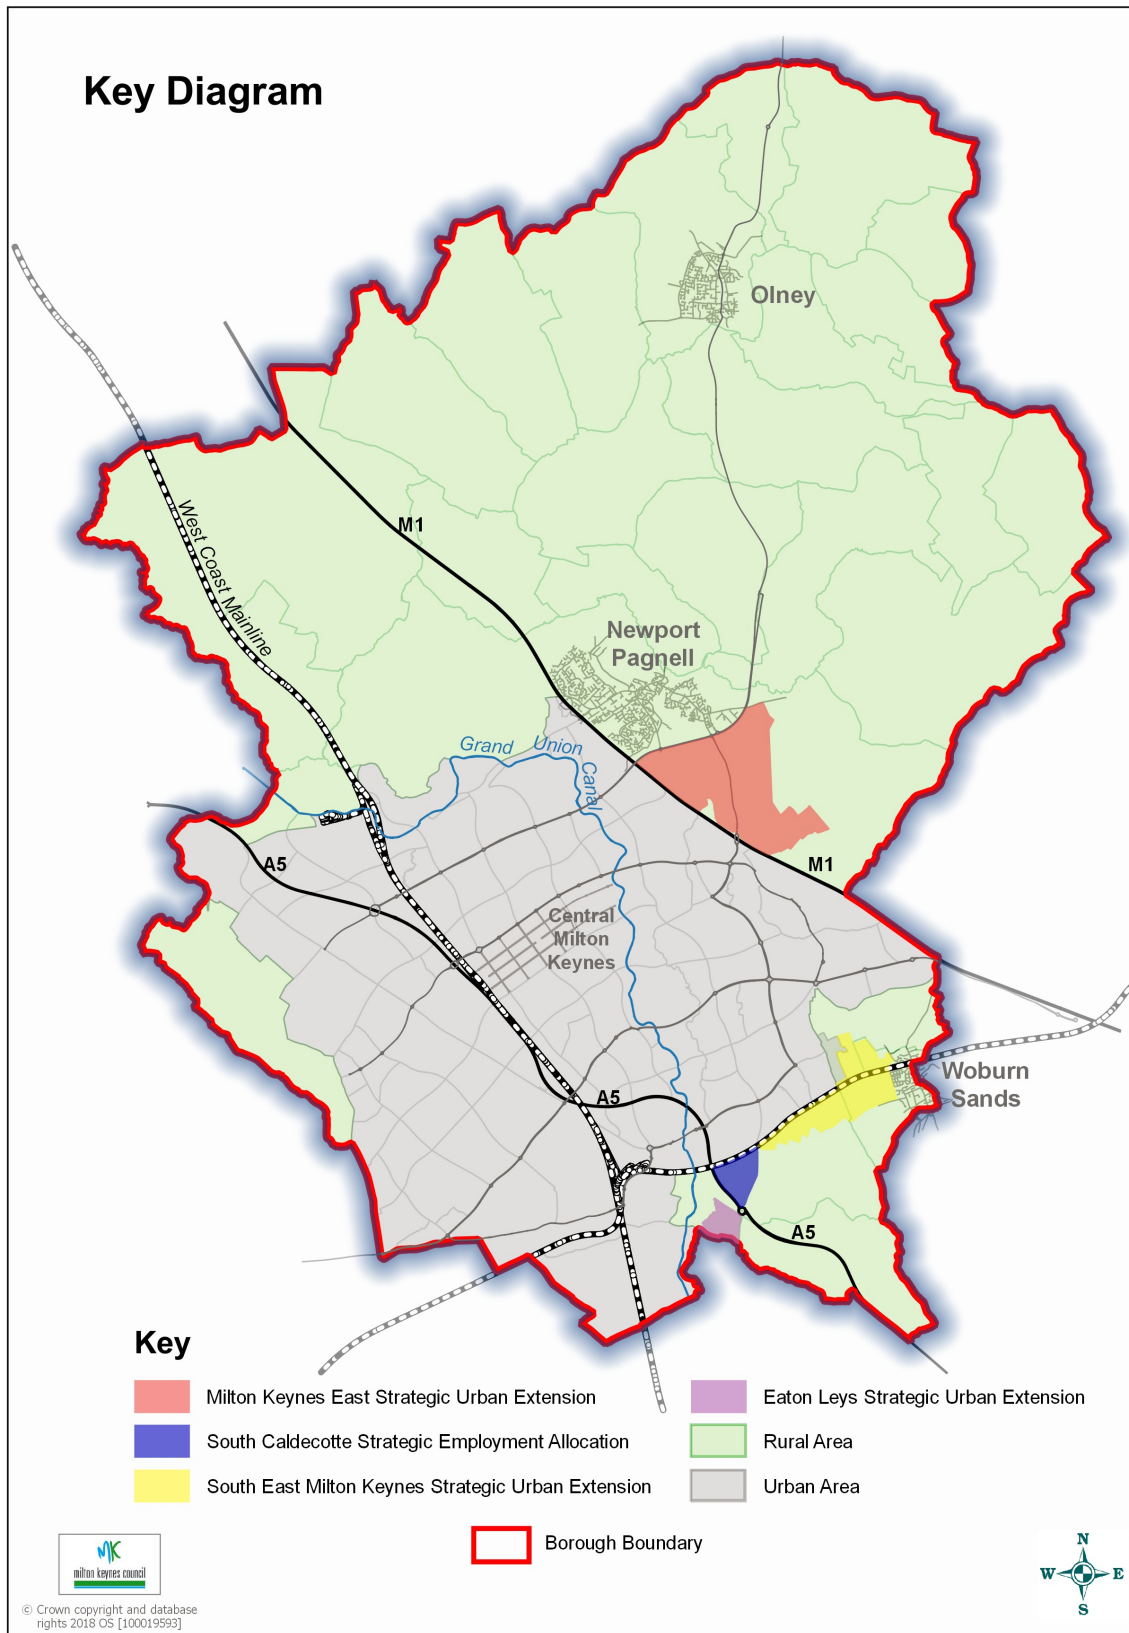 Key Diagram
Olney
M1
West Coast Mainline
Newport
Pagnell
Grand Union Canal
A5
M1
Central
Milton
Keynes
Woburn
Sands
A5
A5
Key
Milton Keynes East Strategic Urban Extension
South Caldecotte Strategic Employment Allocation
South East Milton Keynes Strategic Urban Extension
Eaton Leys Strategic Urban Extension
Rural Area
Urban Area
Borough Boundary
MK
milton keynes council
© Crown copyright and database
rights 2018 OS [100019593]
N
W E
S